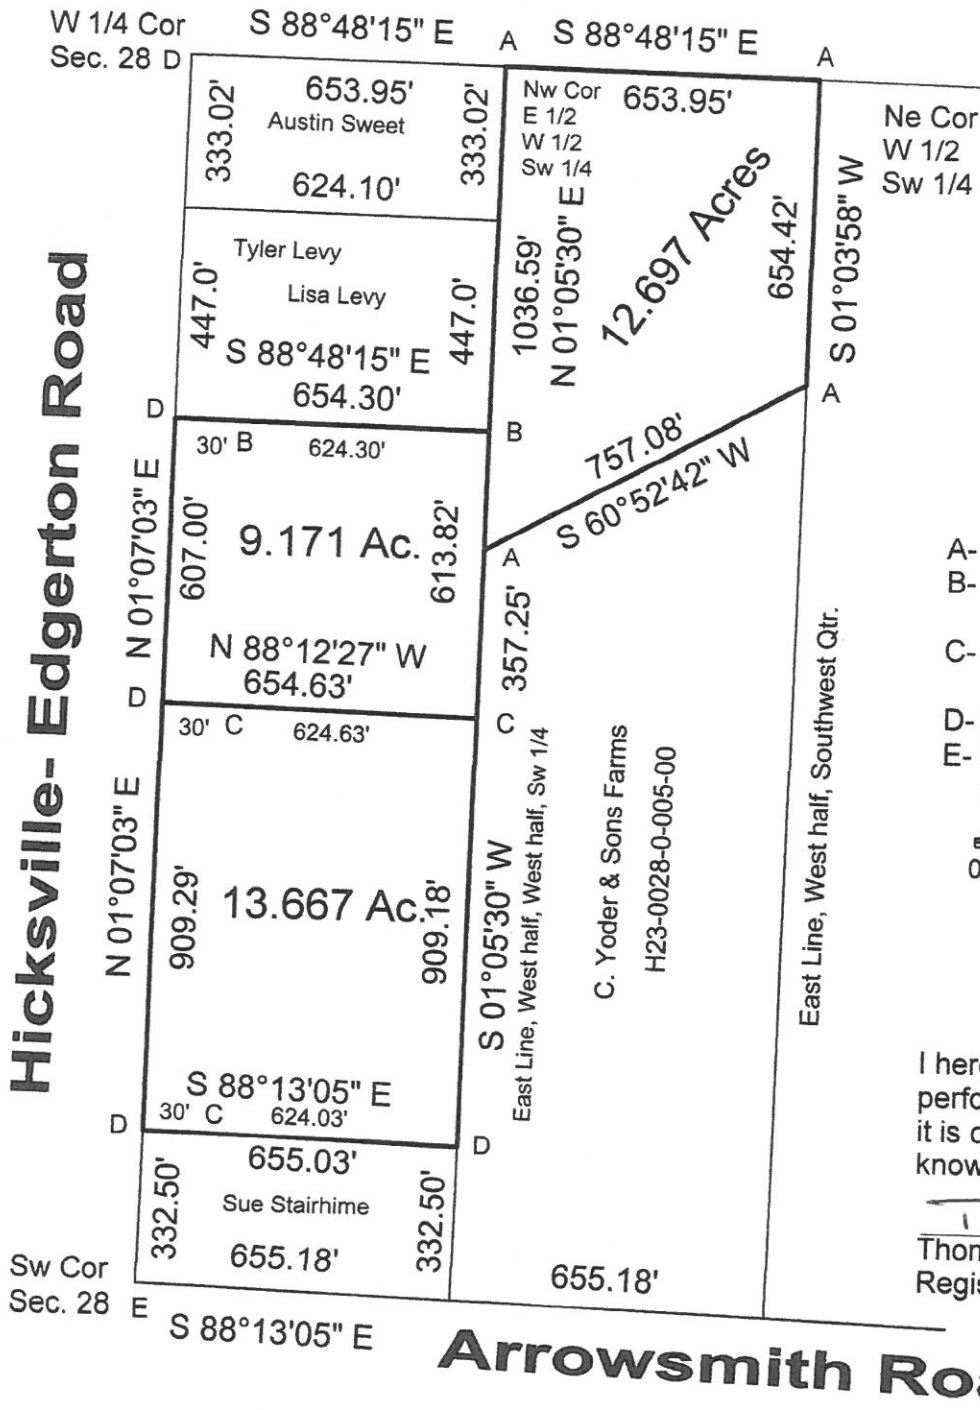 W 1/4 Cor
Sec. 28 D
S 88°48'15" E
A
S 88°48'15" E
A
653.95'
Austin Sweet
333.02'
333.02'
624.10'
Nw Cor
E 1/2
W 1/2
Sw 1/4
653.95'
Ne Cor
W 1/2
Sw 1/4
12.697 Acres
1036.59'
N 01°05'30" E
654.42'
S 01°03'58" W
Tyler Levy
Lisa Levy
447.0'
447.0'
S 88°48'15" E
654.30'
D
B
A
757.08'
S 60°52'42" W
30' B
624.30'
N 01°07'03" E
607.00'
9.171 Ac.
613.82'
A
357.25'
N 88°12'27" W
654.63'
D
C
30' C
624.63'
Hicksville- Edgerton Road
N 01°07'03" E
909.29'
13.667 Ac.
909.18'
S 01°05'30" W
East Line, West half, West half, Sw 1/4
C. Yoder & Sons Farms
H23-0028-0-005-00
East Line, West half, Southwest Qtr.
A-
B-
C-
D-
E-
S 88°13'05" E
30' C
624.03'
D
D
655.03'
332.50'
Sue Stairhime
332.50'
655.18'
655.18'
Sw Cor
Sec. 28 E
S 88°13'05" E
Arrowsmith
it is